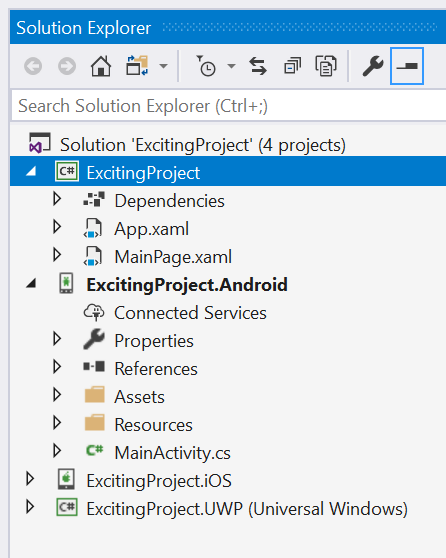 Solution Explorer
Search Solution Explorer (Ctrl+;)
Solution 'ExcitingProject' (4 projects)
C# ExcitingProject
Dependencies
App.xaml
MainPage.xaml
ExcitingProject.Android
Connected Services
Properties
References
Assets
Resources
C# MainActivity.cs
ExcitingProject.iOS
C# ExcitingProject.UWP (Universal Windows)